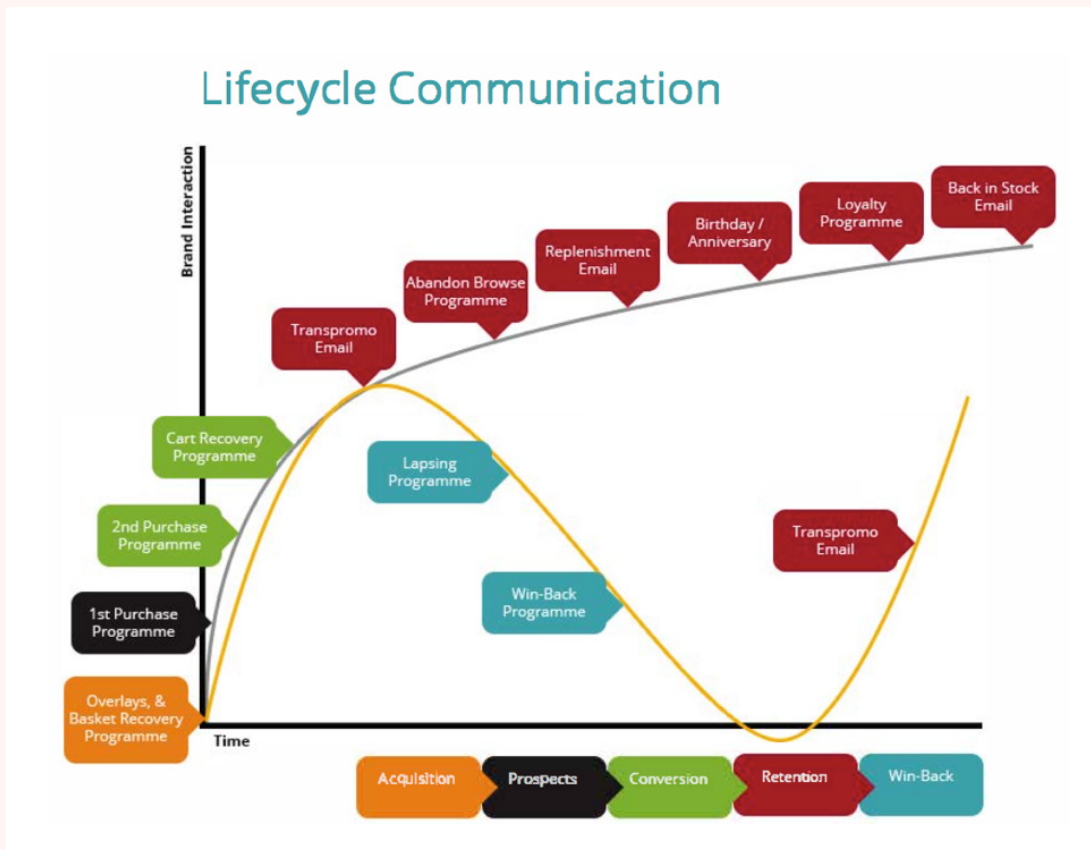 Lifecycle Communication
Brand Interaction
Back in Stock
Email
Loyalty
Programme
Birthday /
Anniversary
Replenishment
Email
Abandon Browse
Programme
Transpromo
Email
Cart Recovery
Programme
Lapsing
Programme
2nd Purchase
Programme
Transpromo
Email
Win-Back
Programme
1st Purchase
Programme
Overlays, &
Basket Recovery
Programme
Time
Acquisition
Prospects
Conversion
Retention
Win-Back